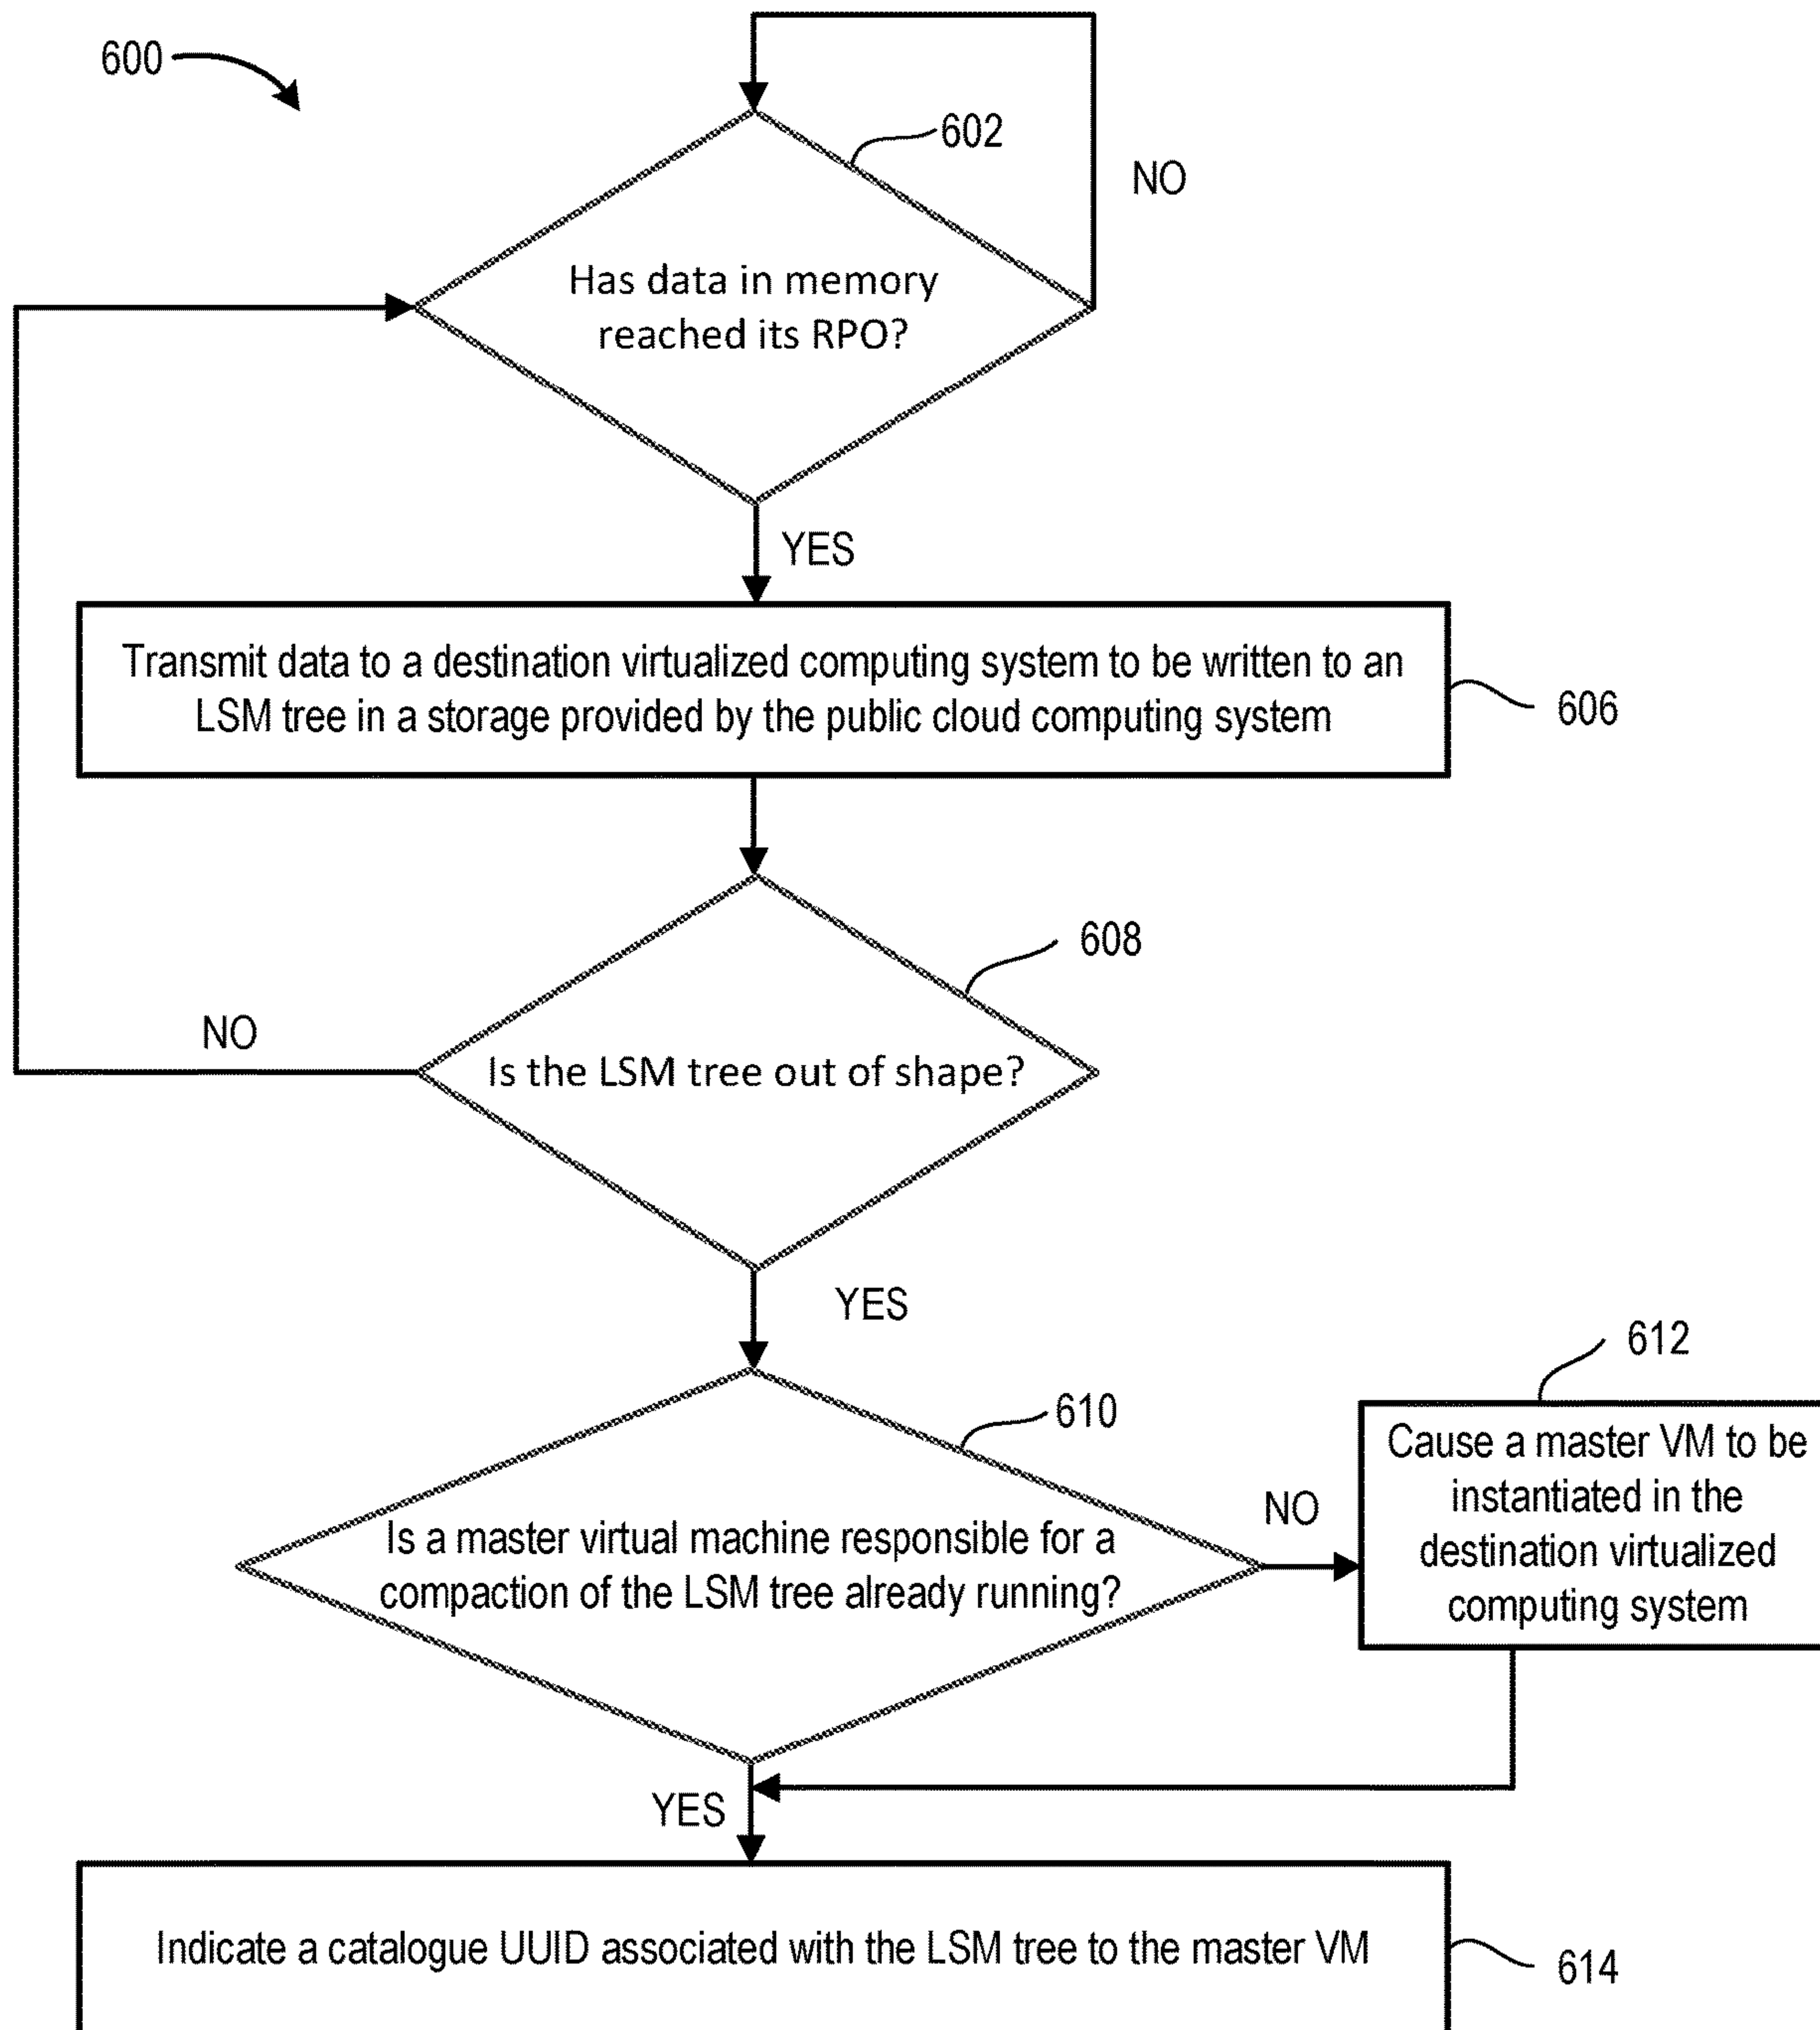 600
602
NO
Has data in memory
reached its RPO?
YES
Transmit data to a destination virtualized computing system to be written to an
LSM tree in a storage provided by the public cloud computing system
606
608
NO
Is the LSM tree out of shape?
YES
612
610
Cause a master VM to be
instantiated in the
destination virtualized
computing system
NO
Is a master virtual machine responsible for a
compaction of the LSM tree already running?
YES
Indicate a catalogue UUID associated with the LSM tree to the master VM
614